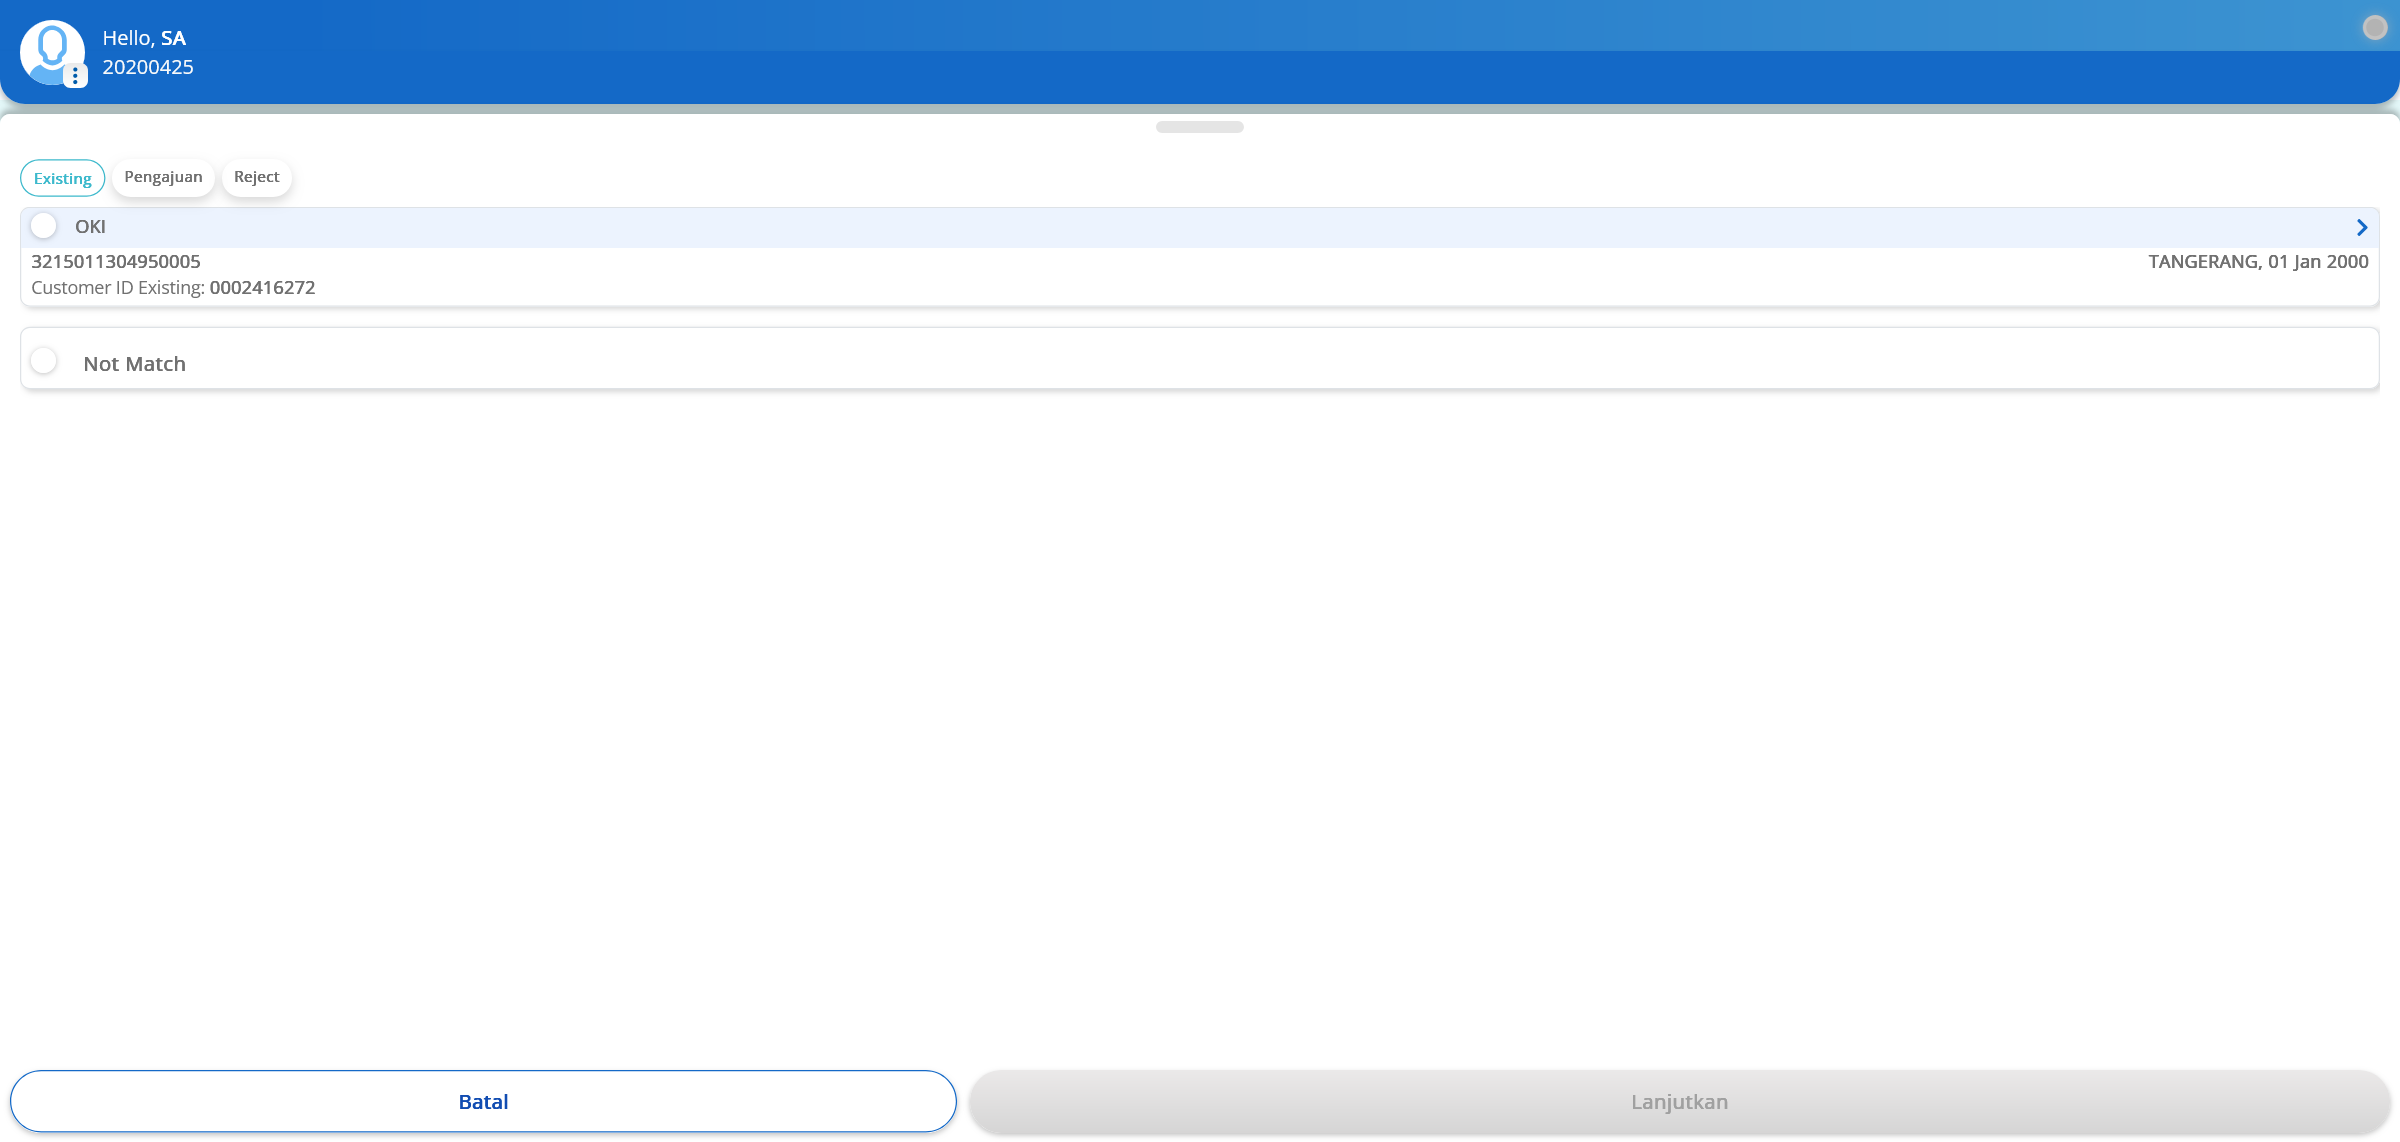 Hello, SA
20200425
Existing
Pengajuan
Reject
OKI
3215011304950005
TANGERANG, 01 Jan 2000
Customer ID Existing: 0002416272
Not Match
Batal
Lanjutkan